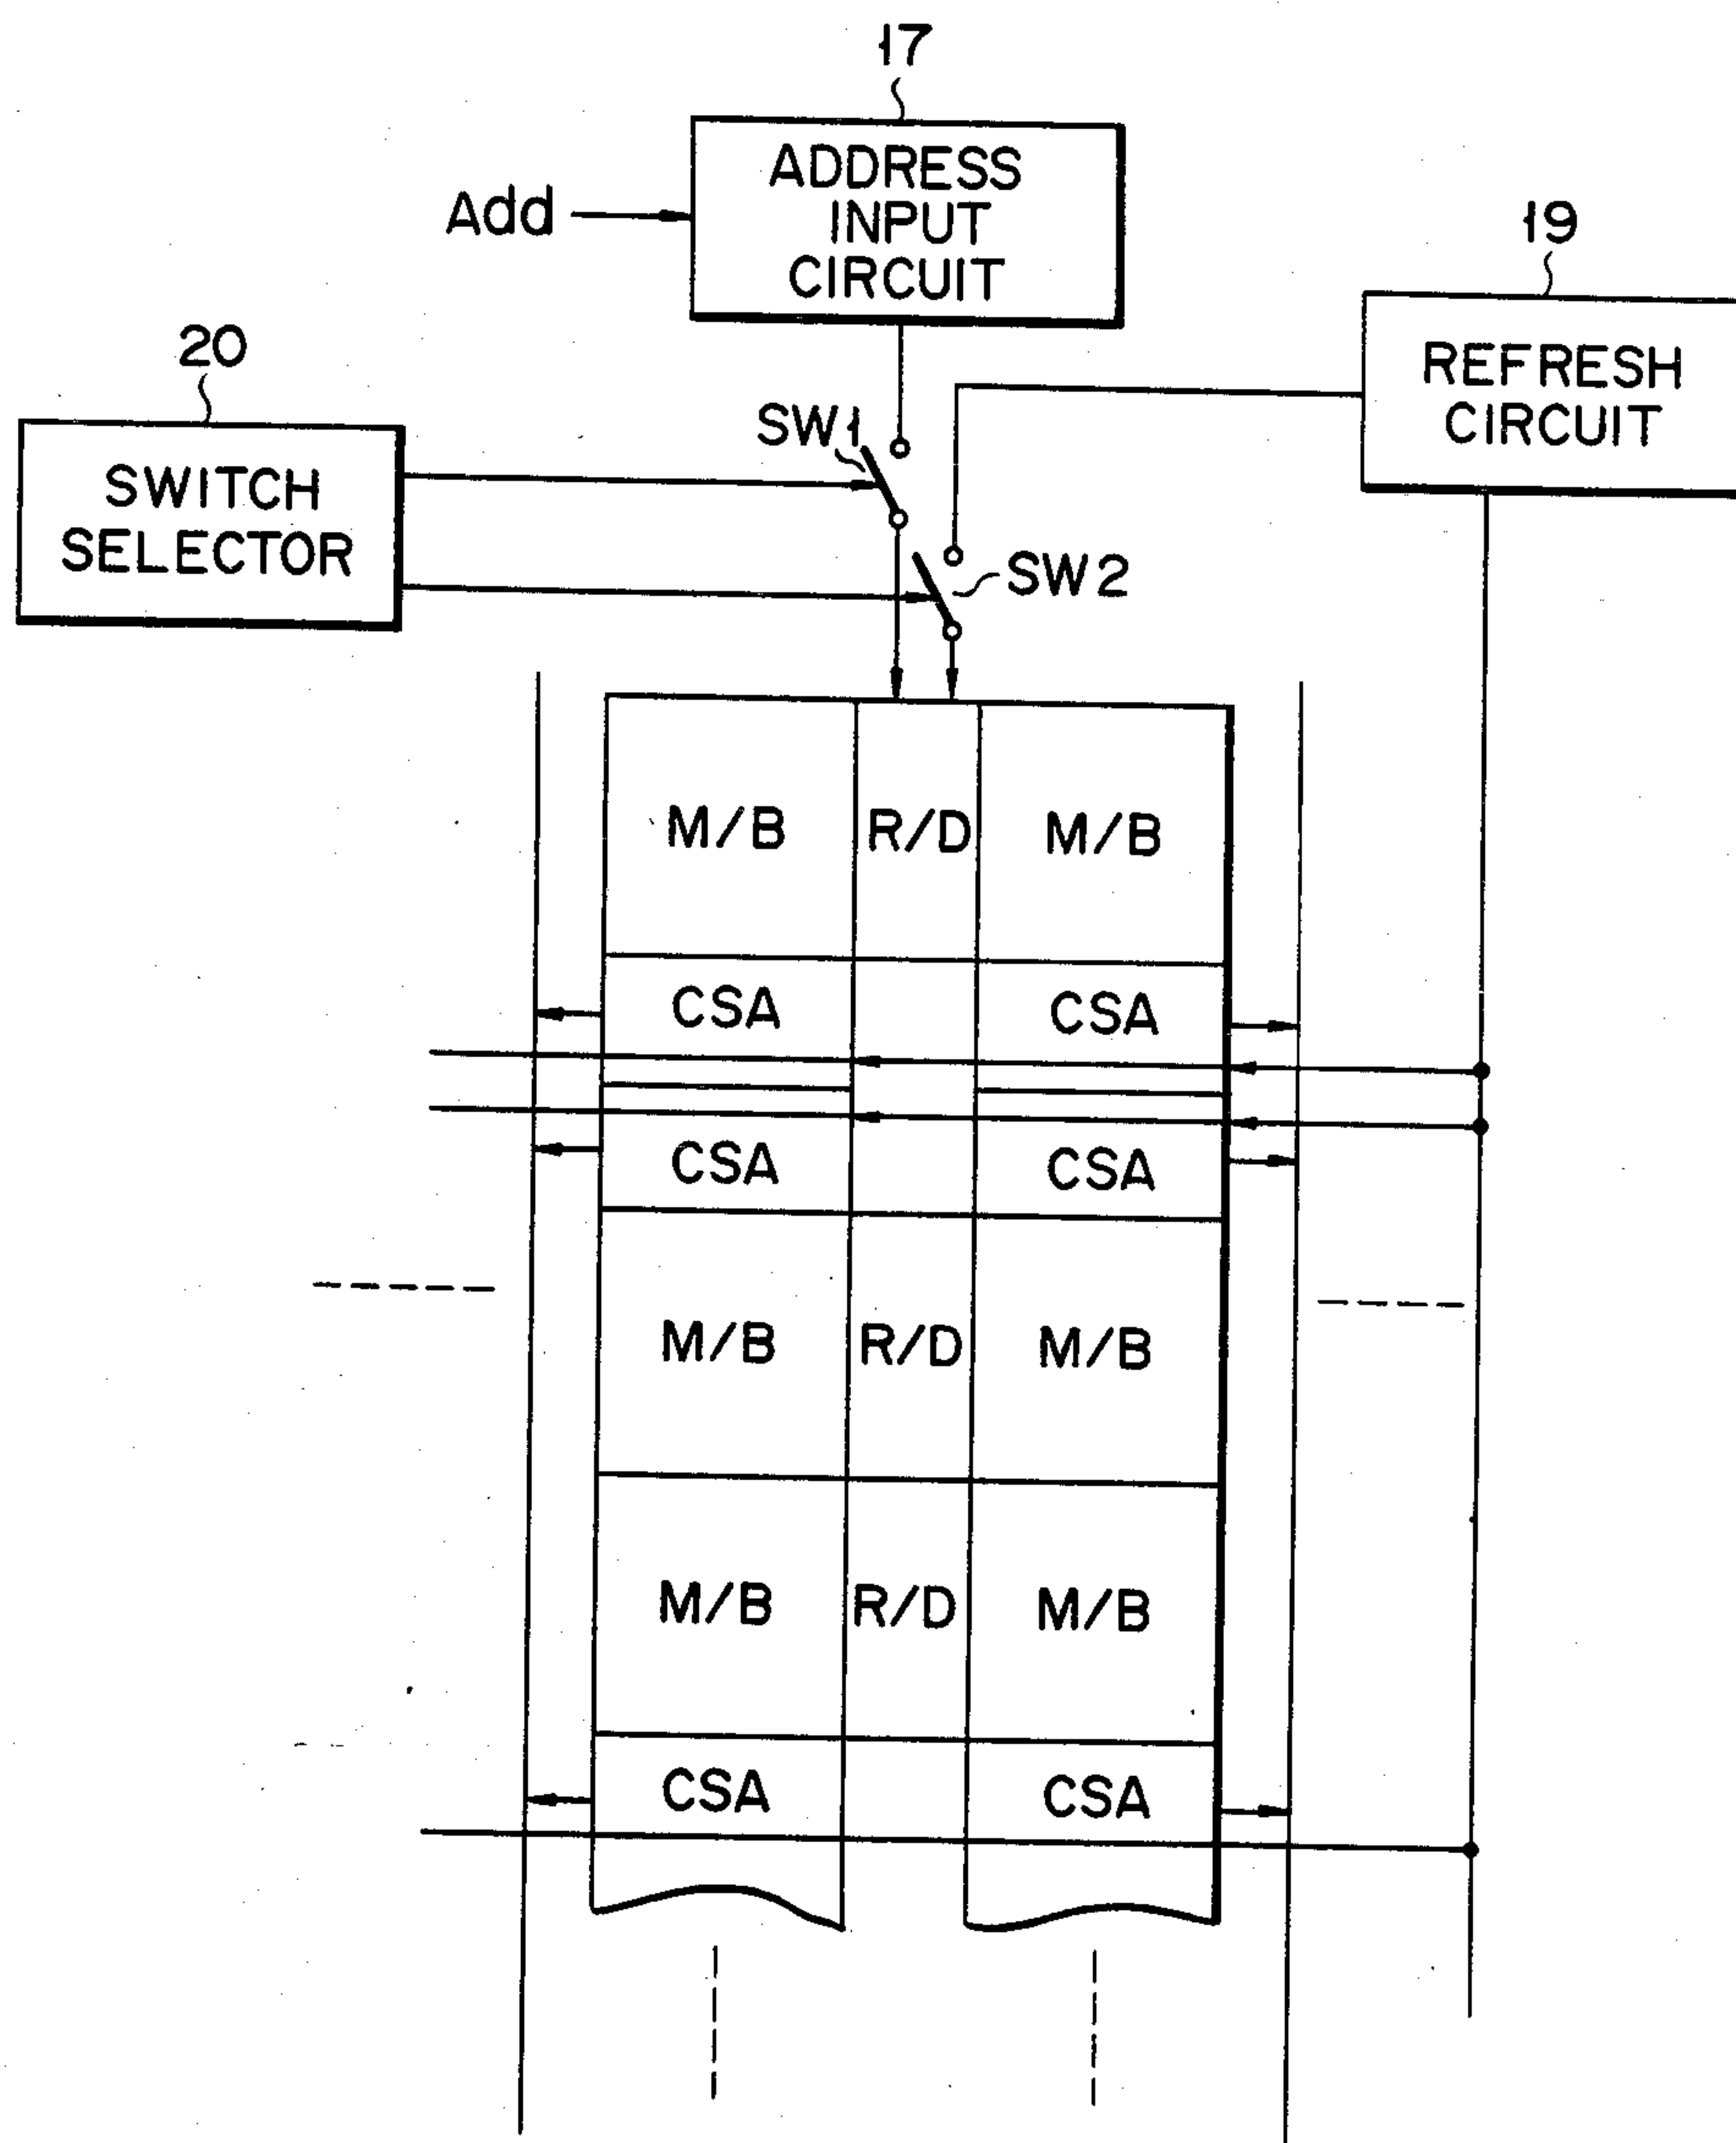 17
ADDRESS
INPUT
CIRCUIT
Add
19
REFRESH
CIRCUIT
20
SWITCH
SELECTOR
SW1
SW2
M/B R/D M/B
CSA CSA
CSA CSA
M/B R/D M/B
M/B R/D M/B
CSA CSA